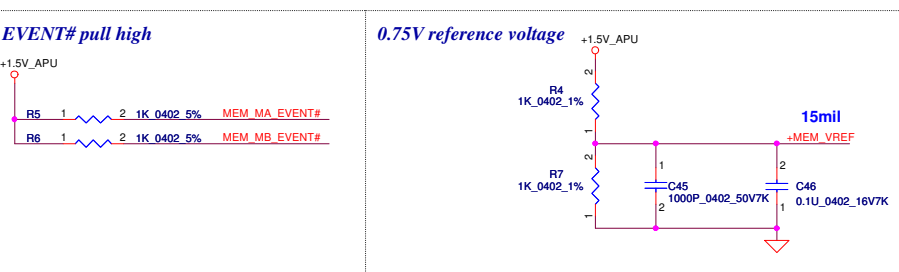 EVENT# pull high
+1.5V_APU
R5 1 2 1K_0402_5% MEM_MA_EVENT#
R6 1 2 1K_0402_5% MEM_MB_EVENT#
0.75V reference voltage
+1.5V_APU
2
R4
1K_0402_1%
1
15mil
+MEM_VREF
2
R7
1K_0402_1%
1
1
C45
1000P_0402_50V7K
2
2
C46
0.1U_0402_16V7K
1